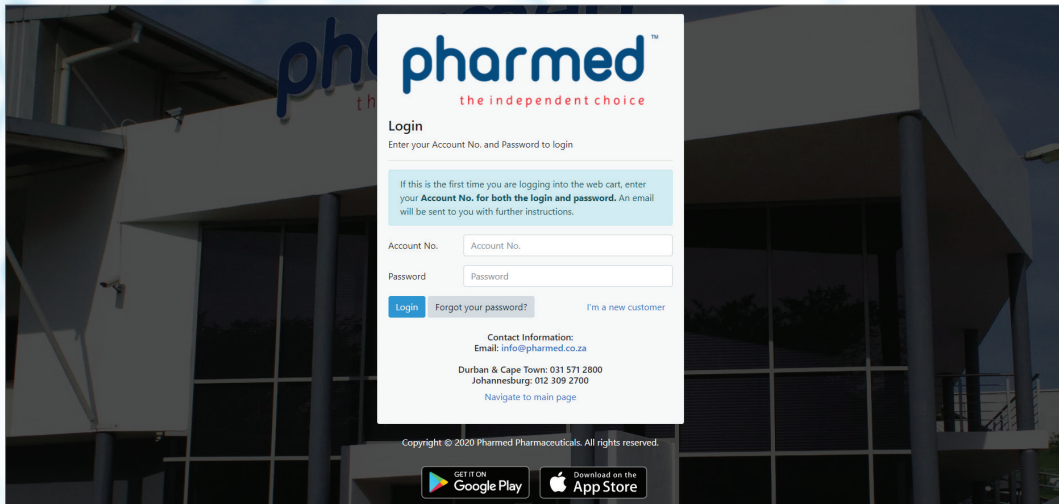 ph
th
pharmed™
the independent choice
Login
Enter your Account No. and Password to login
If this is the first time you are logging into the web cart, enter
your Account No. for both the login and password. An email
will be sent to you with further instructions.
Account No. Account No.
Password Password
Login Forgot your password? I'm a new customer
Contact Information:
Email: info@pharmed.co.za
Durban & Cape Town: 031 571 2800
Johannesburg: 012 309 2700
Navigate to main page
Copyright © 2020 Pharmed Pharmaceuticals. All rights reserved.
GET IT ON
Google Play
Download on the
App Store